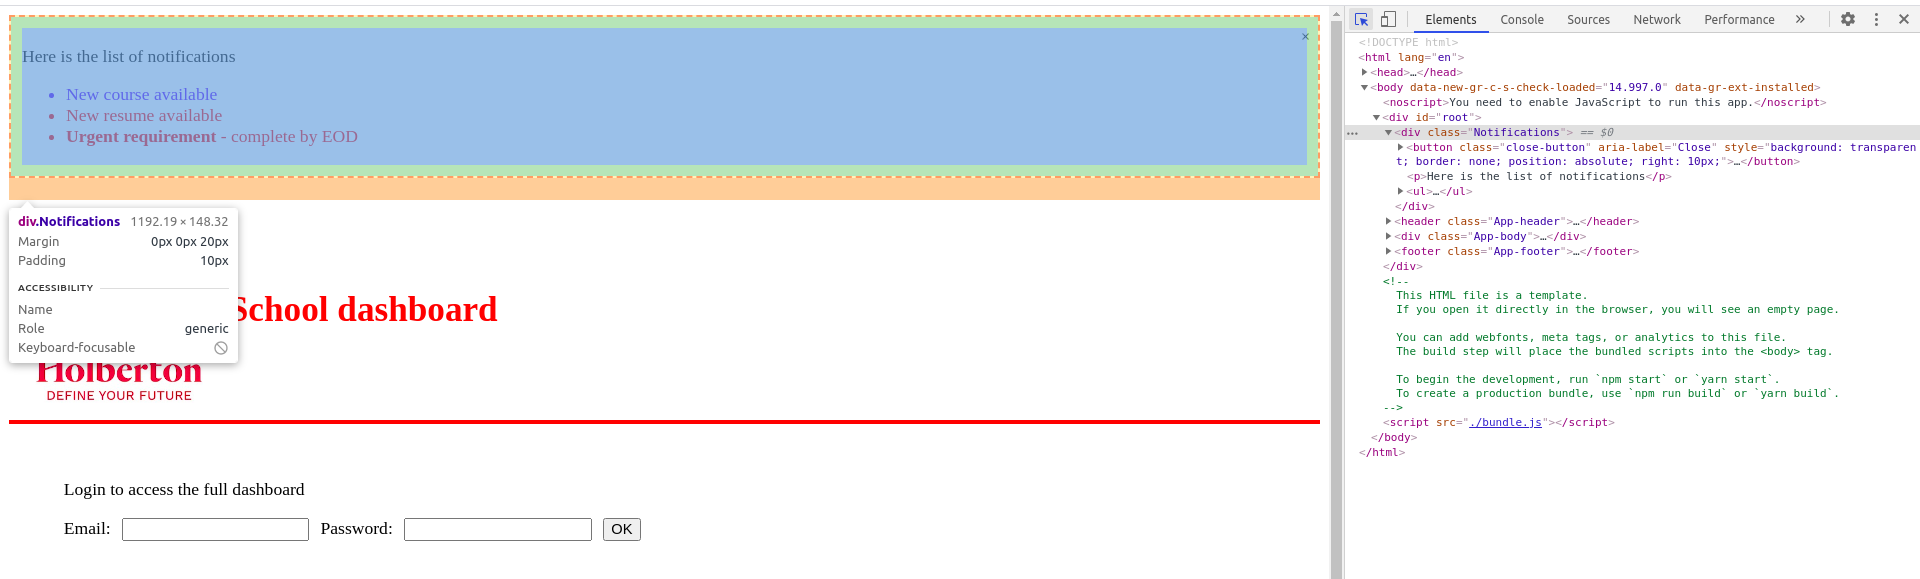 ×
Here is the list of notifications
New course available
New resume available
Urgent requirement - complete by EOD
div.Notifications 1192.19 × 148.32
Margin 0px 0px 20px
Padding 10px
ACCESSIBILITY
Name
Role generic
Keyboard-focusable
School dashboard
Holberton
DEFINE YOUR FUTURE
Login to access the full dashboard
Email: Password: OK
Elements Console Sources Network Performance »
<!DOCTYPE html>
<html lang="en">
<head>…</head>
<body data-new-gr-c-s-check-loaded="14.997.0" data-gr-ext-installed>
<noscript>You need to enable JavaScript to run this app.</noscript>
<div id="root">
<div class="Notifications"> == $0
<button class="close-button" aria-label="Close" style="background: transparen
t; border: none; position: absolute; right: 10px;">…</button>
<p>Here is the list of notifications</p>
<ul>…</ul>
</div>
<header class="App-header">…</header>
<div class="App-body">…</div>
<footer class="App-footer">…</footer>
</div>
<!--
This HTML file is a template.
If you open it directly in the browser, you will see an empty page.
You can add webfonts, meta tags, or analytics to this file.
The build step will place the bundled scripts into the <body> tag.
To begin the development, run `npm start` or `yarn start`.
To create a production bundle, use `npm run build` or `yarn build`.
-->
<script src="./bundle.js"></script>
</body>
</html>